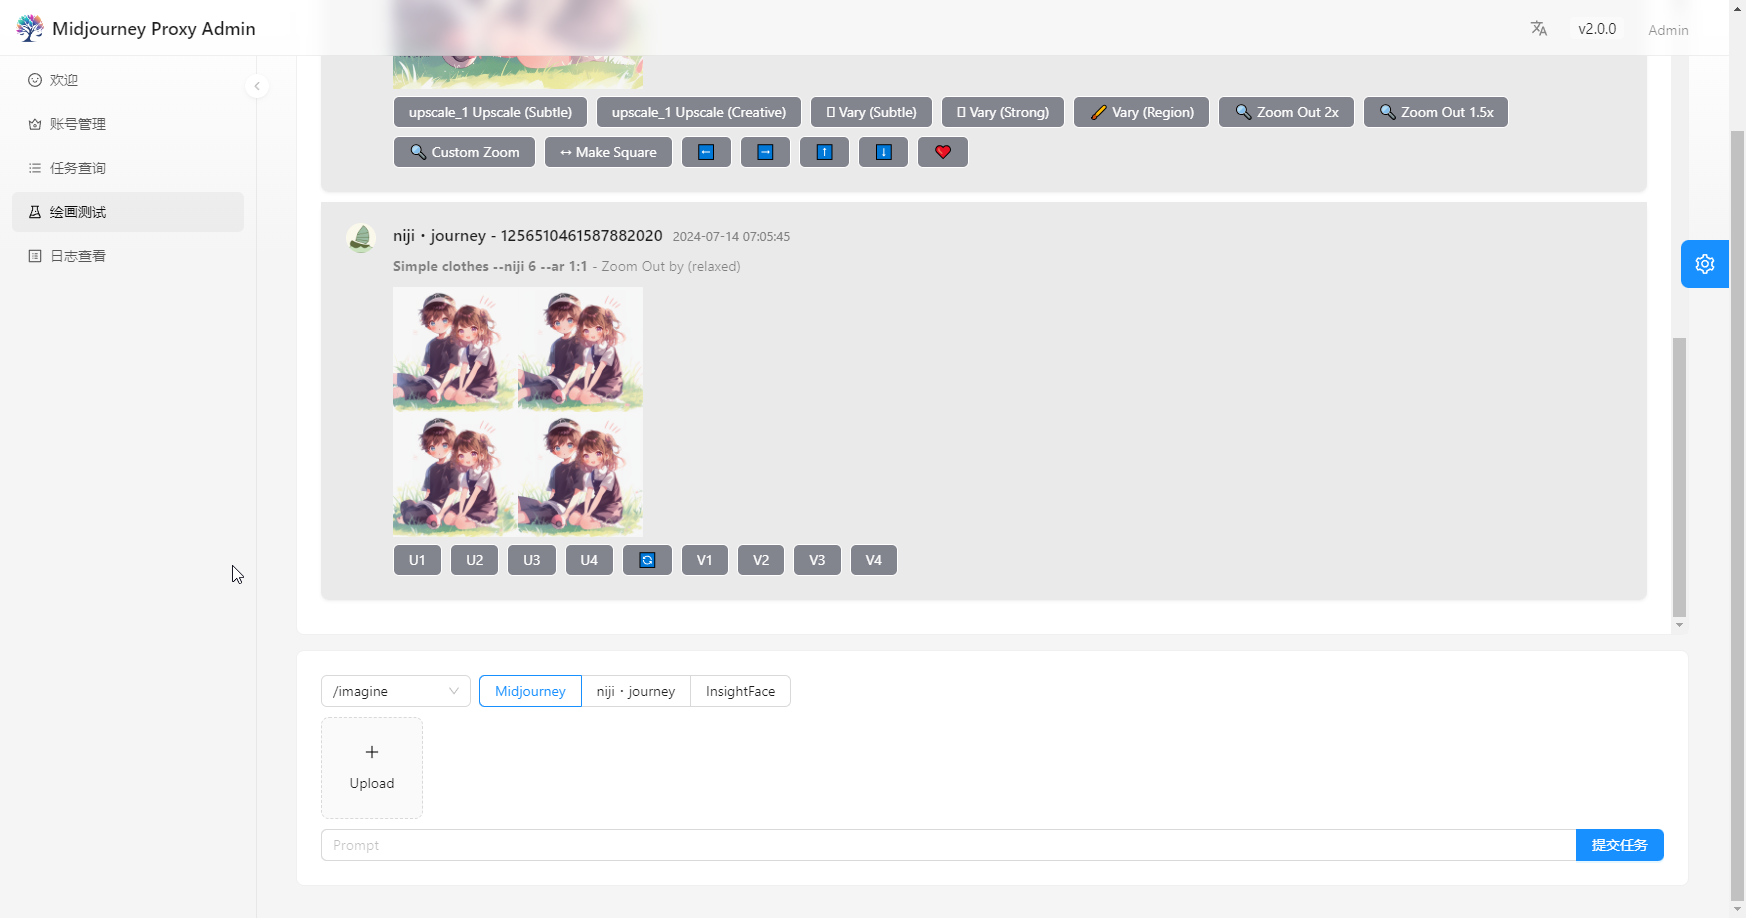 Midjourney Proxy Admin
v2.0.0
Admin
欢迎
账号管理
任务查询
绘画测试
日志查看
upscale_1 Upscale (Subtle) upscale_1 Upscale (Creative) Vary (Subtle) Vary (Strong) Vary (Region) Zoom Out 2x Zoom Out 1.5x
Custom Zoom ↔ Make Square ← → ↑ ↓
niji・journey - 1256510461587882020 2024-07-14 07:05:45
Simple clothes --niji 6 --ar 1:1 - Zoom Out by (relaxed)
U1 U2 U3 U4 V1 V2 V3 V4
/imagine Midjourney niji・journey InsightFace
Upload
Prompt 提交任务